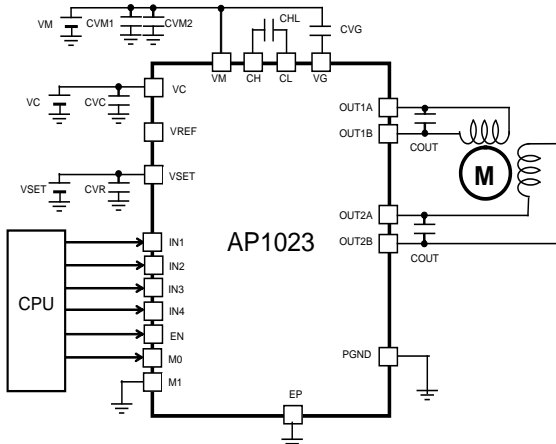 VM CVM1 CVM2 CHL CVG
VM CH CL VG
VC CVC VC
VREF
VSET CVR VSET
OUT1A
OUT1B
COUT
M
OUT2A
OUT2B
COUT
AP1023
CPU
IN1
IN2
IN3
IN4
EN
M0
M1
PGND
EP